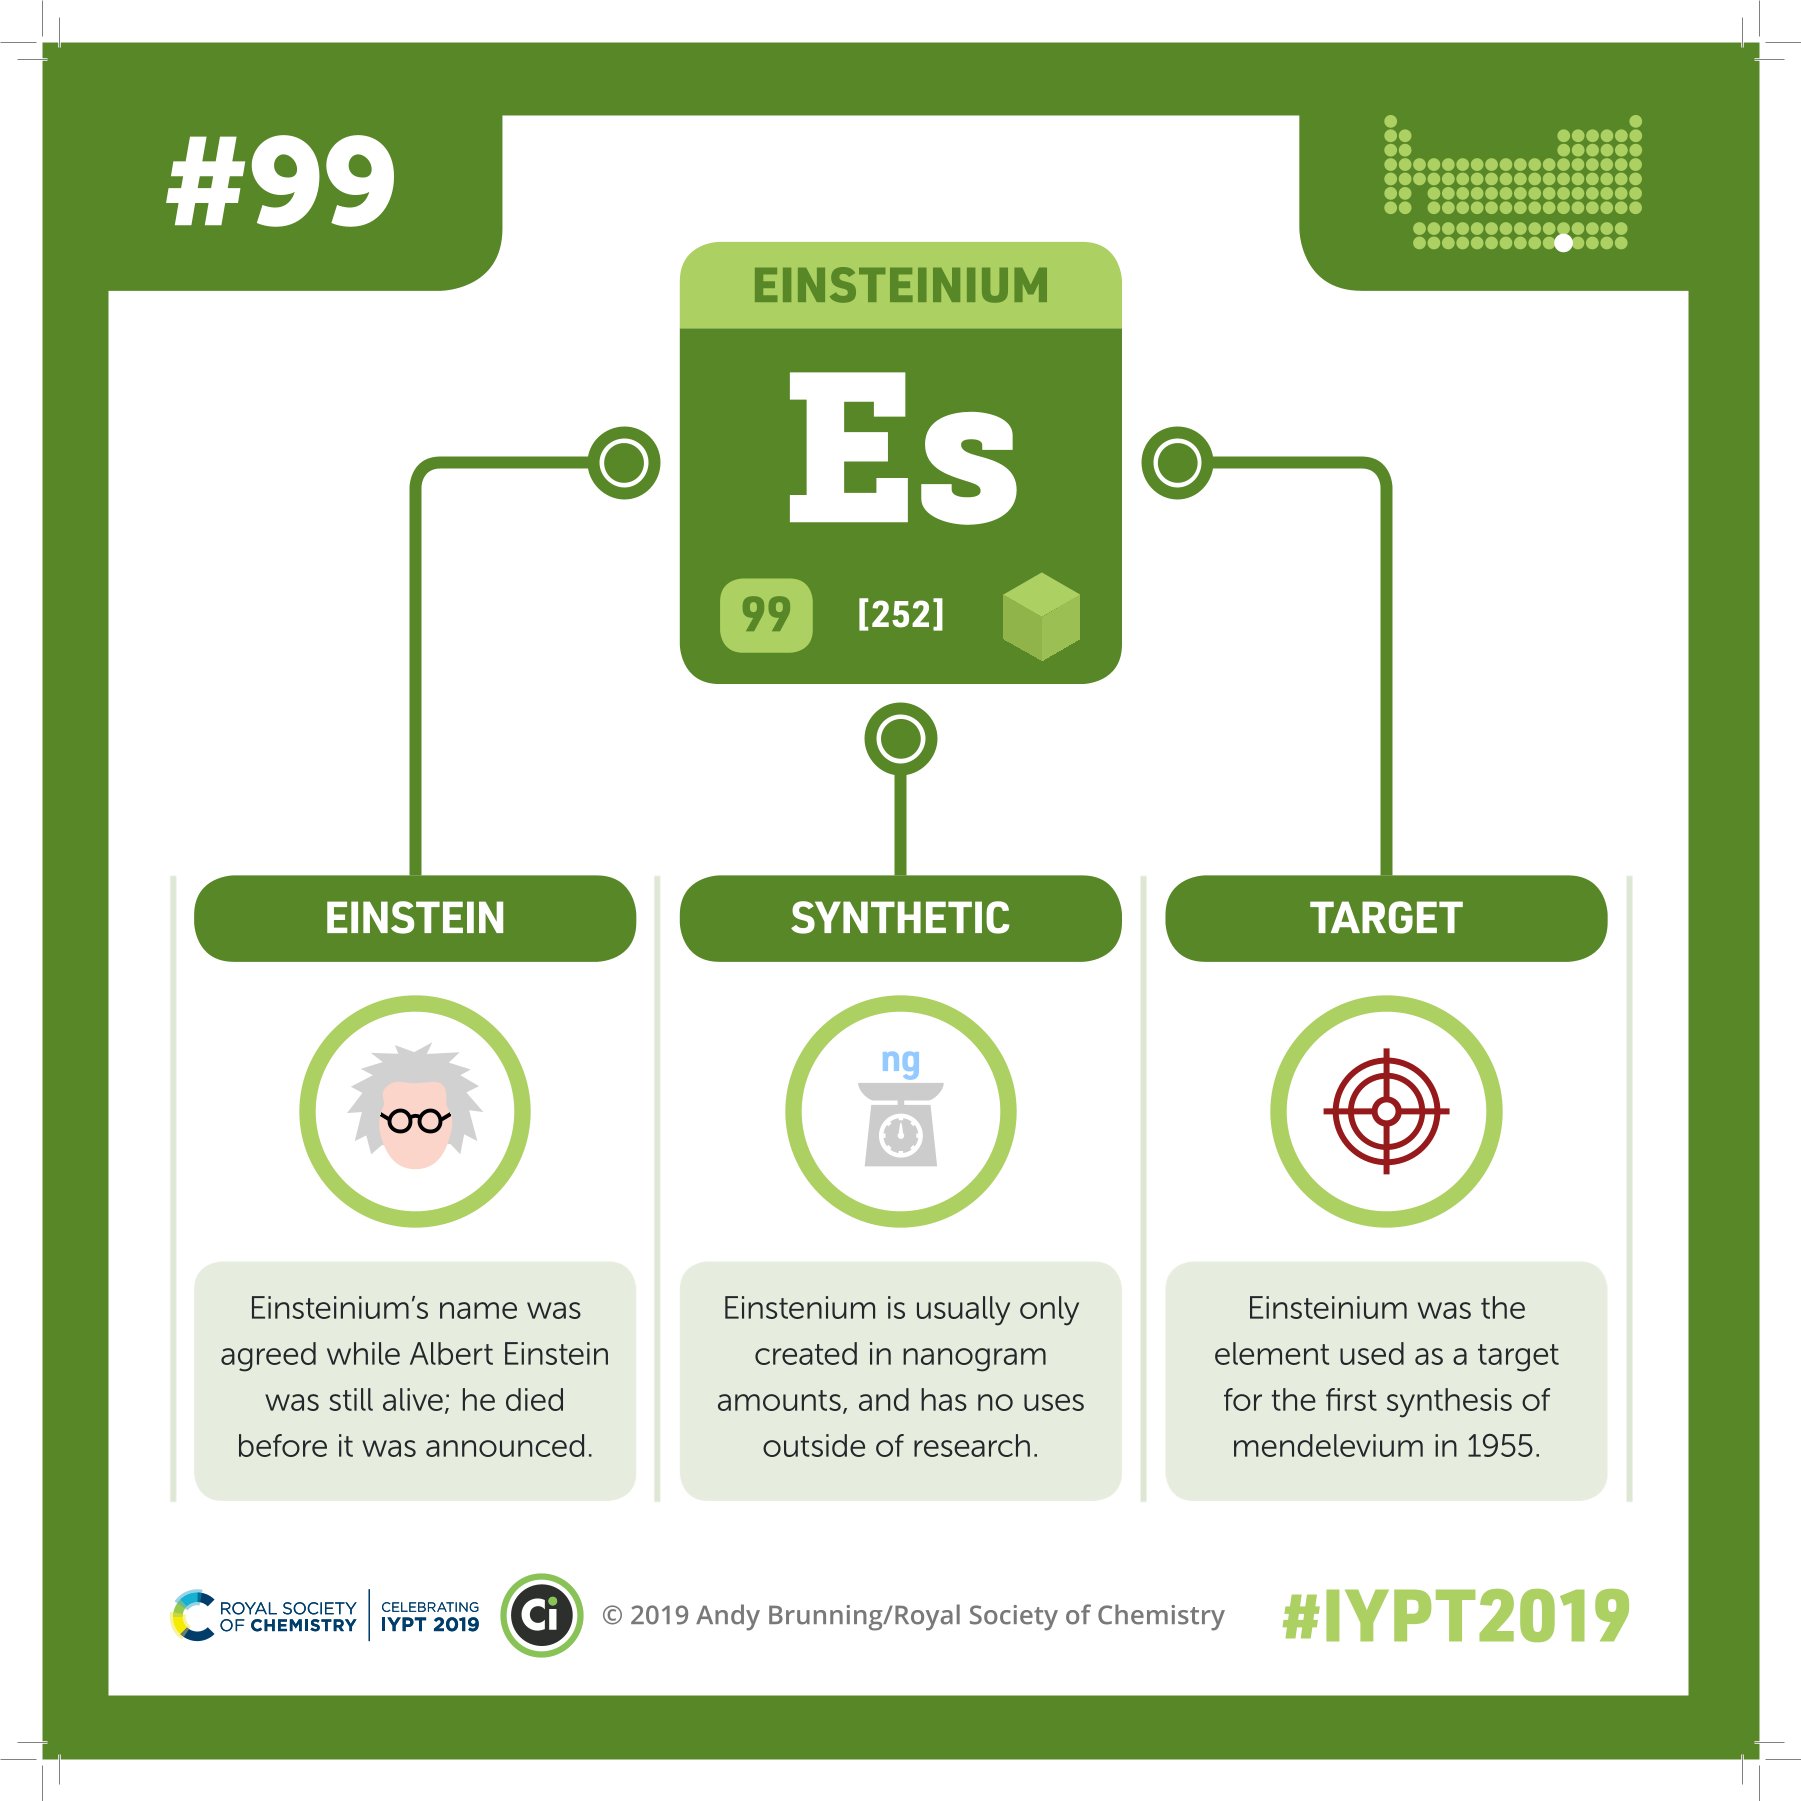 #99
EINSTEINIUM
Es
99
[252]
EINSTEIN
SYNTHETIC
TARGET
ng
Einsteinium’s name was
agreed while Albert Einstein
was still alive; he died
before it was announced.
Einstenium is usually only
created in nanogram
amounts, and has no uses
outside of research.
Einsteinium was the
element used as a target
for the first synthesis of
mendelevium in 1955.
ROYAL SOCIETY
OF CHEMISTRY
CELEBRATING
IYPT 2019
Ci
© 2019 Andy Brunning/Royal Society of Chemistry
#IYPT2019